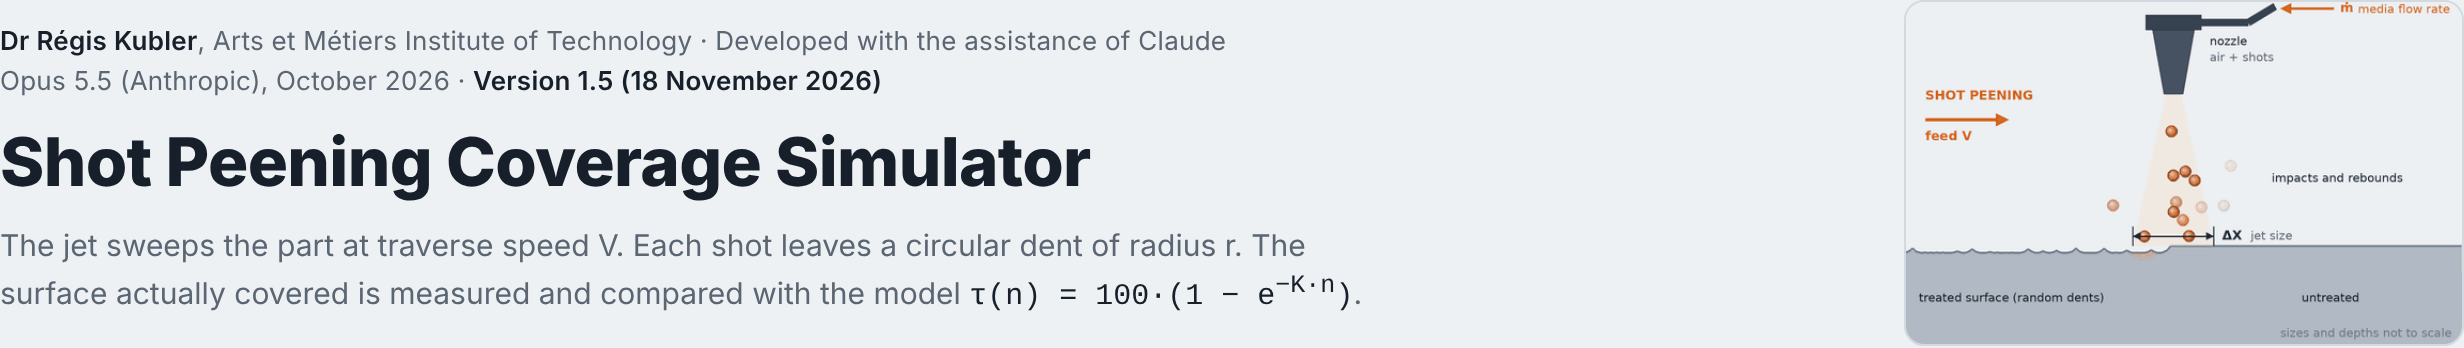 Dr Régis Kubler, Arts et Métiers Institute of Technology · Developed with the assistance of Claude
Opus 5.5 (Anthropic), October 2026 · Version 1.5 (18 November 2026)
Shot Peening Coverage Simulator
The jet sweeps the part at traverse speed V. Each shot leaves a circular dent of radius r. The
surface actually covered is measured and compared with the model τ(n) = 100·(1 − e^−K·n).
ṁ media flow rate
nozzle
air + shots
SHOT PEENING
feed V
impacts and rebounds
ΔX jet size
treated surface (random dents)
untreated
sizes and depths not to scale